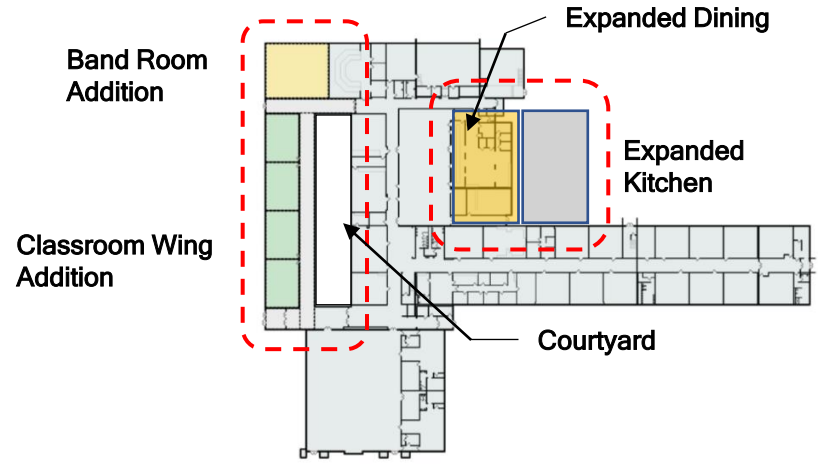 Expanded Dining
Band Room
Addition
Expanded
Kitchen
Classroom Wing
Addition
Courtyard